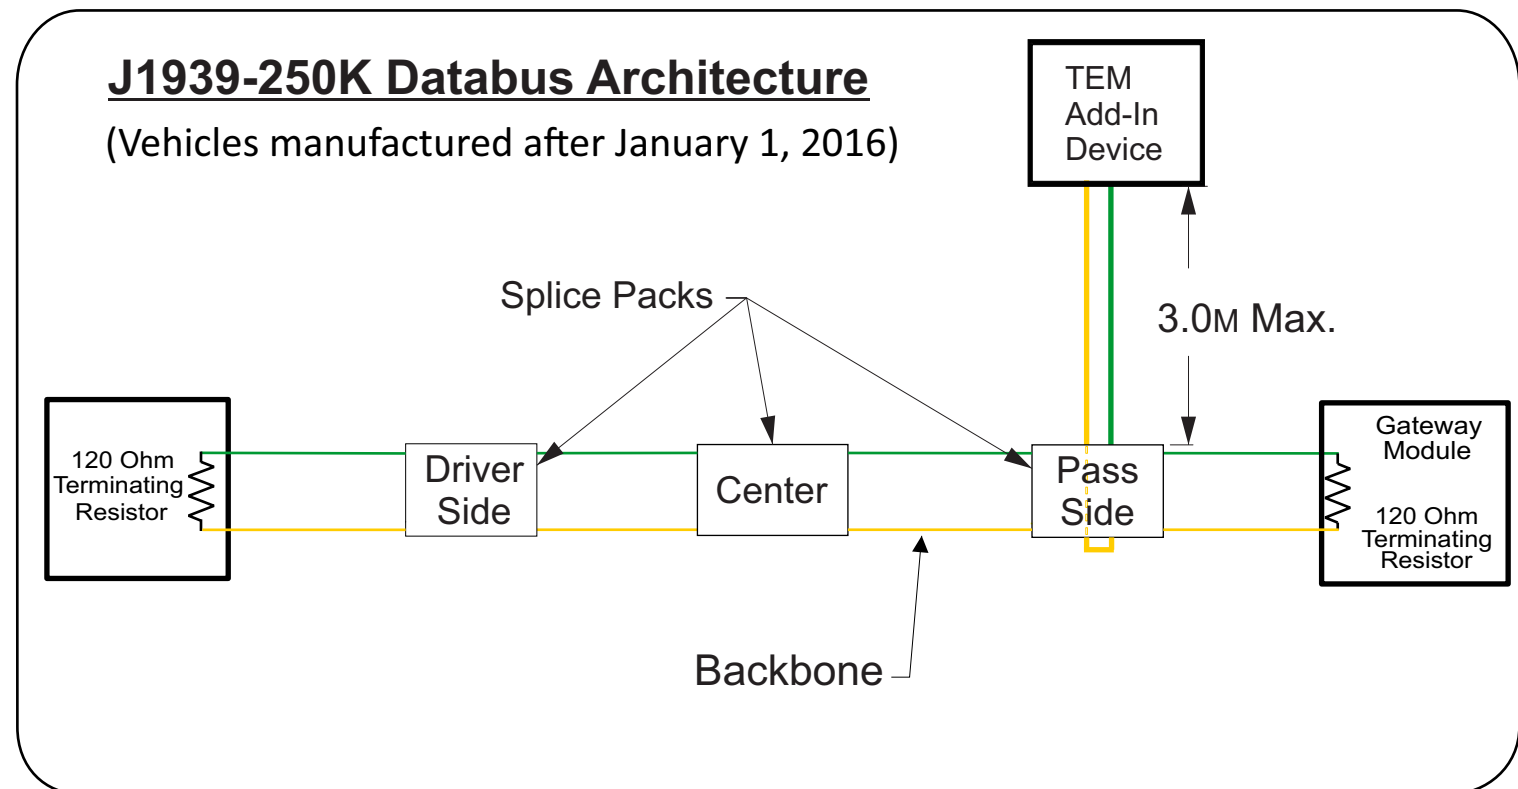 J1939-250K Databus Architecture
(Vehicles manufactured after January 1, 2016)
TEM
Add-In
Device
Splice Packs
3.0M Max.
120 Ohm
Terminating
Resistor
Driver
Side
Center
Pass
Side
Gateway
Module
120 Ohm
Terminating
Resistor
Backbone